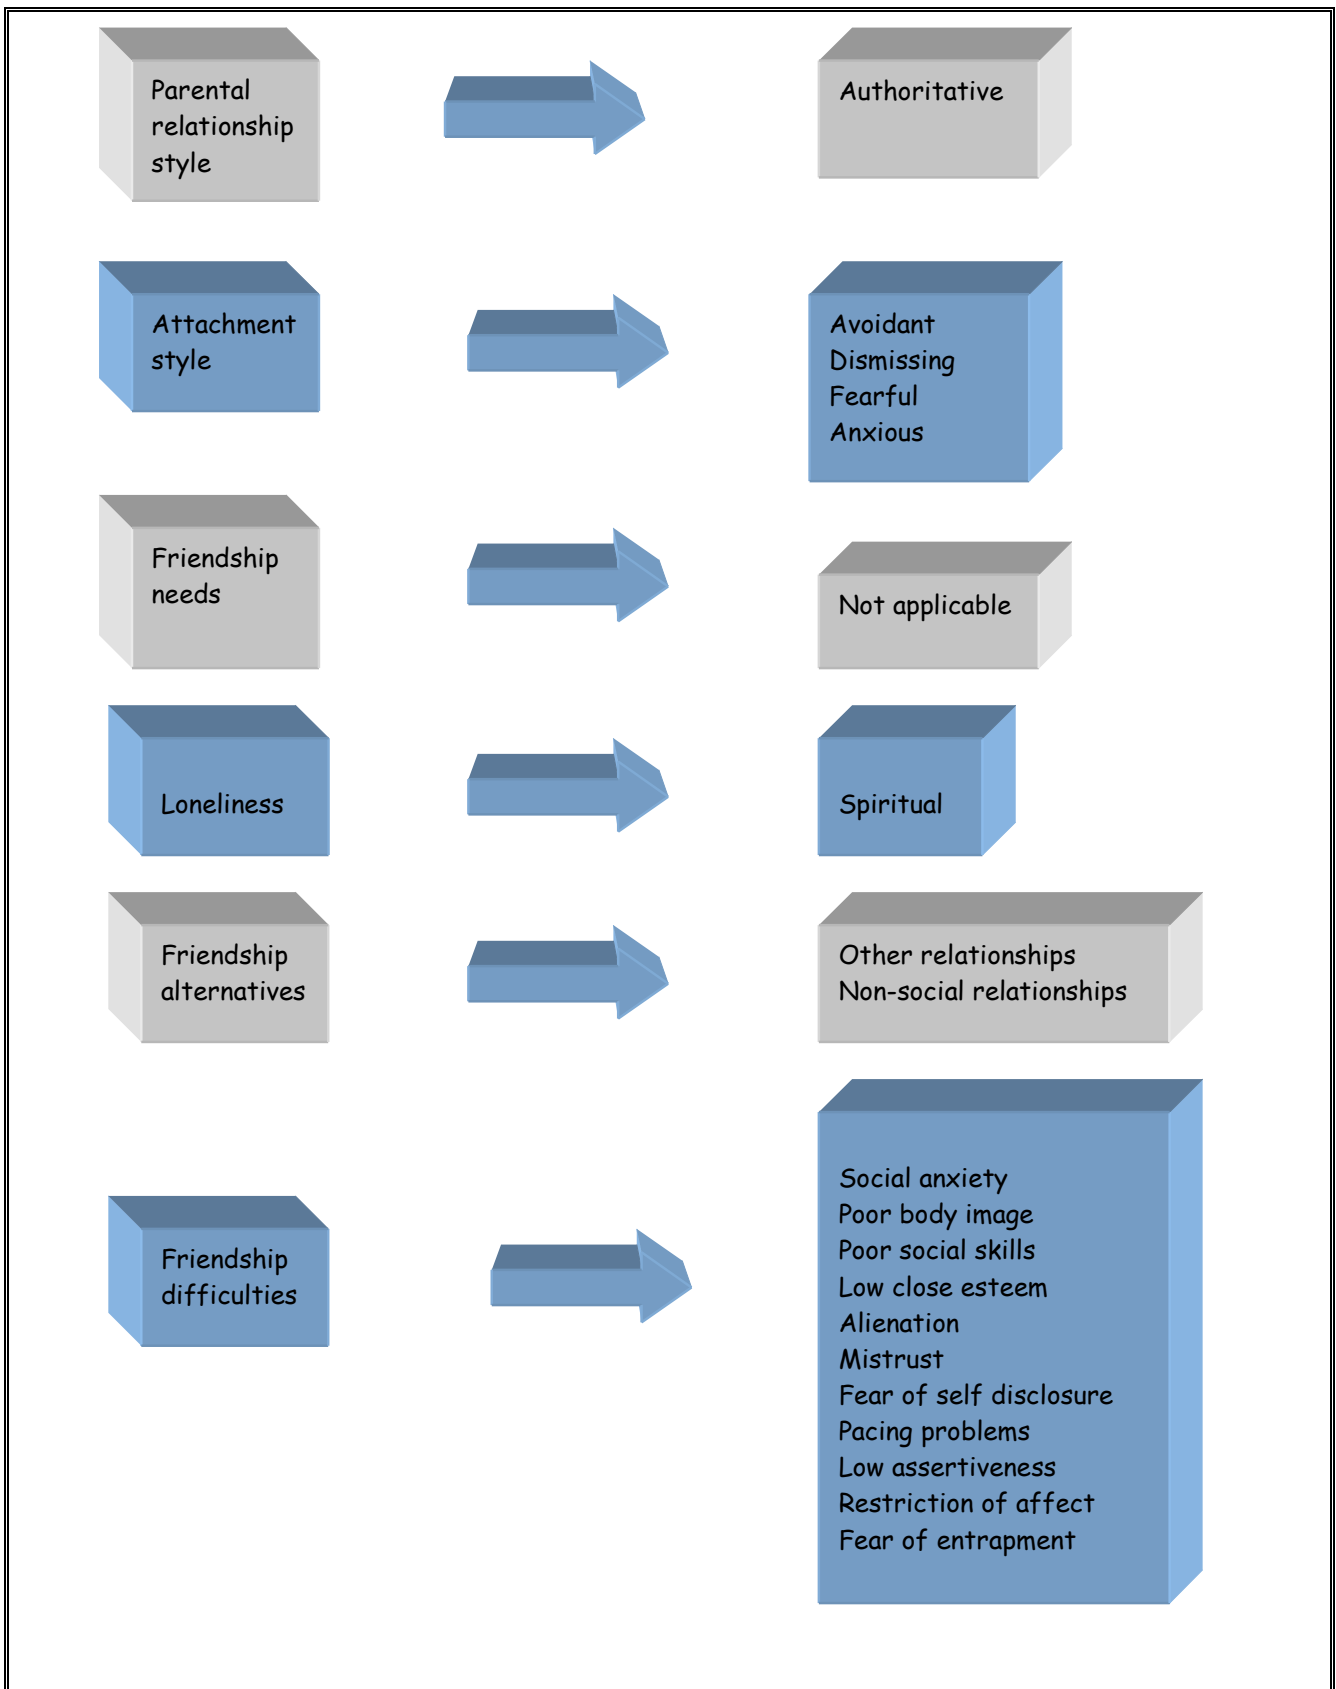 Parental
relationship
style
Authoritative
Attachment
style
Avoidant
Dismissing
Fearful
Anxious
Friendship
needs
Not applicable
Loneliness
Spiritual
Friendship
alternatives
Other relationships
Non-social relationships
Friendship
difficulties
Social anxiety
Poor body image
Poor social skills
Low close esteem
Alienation
Mistrust
Fear of self disclosure
Pacing problems
Low assertiveness
Restriction of affect
Fear of entrapment